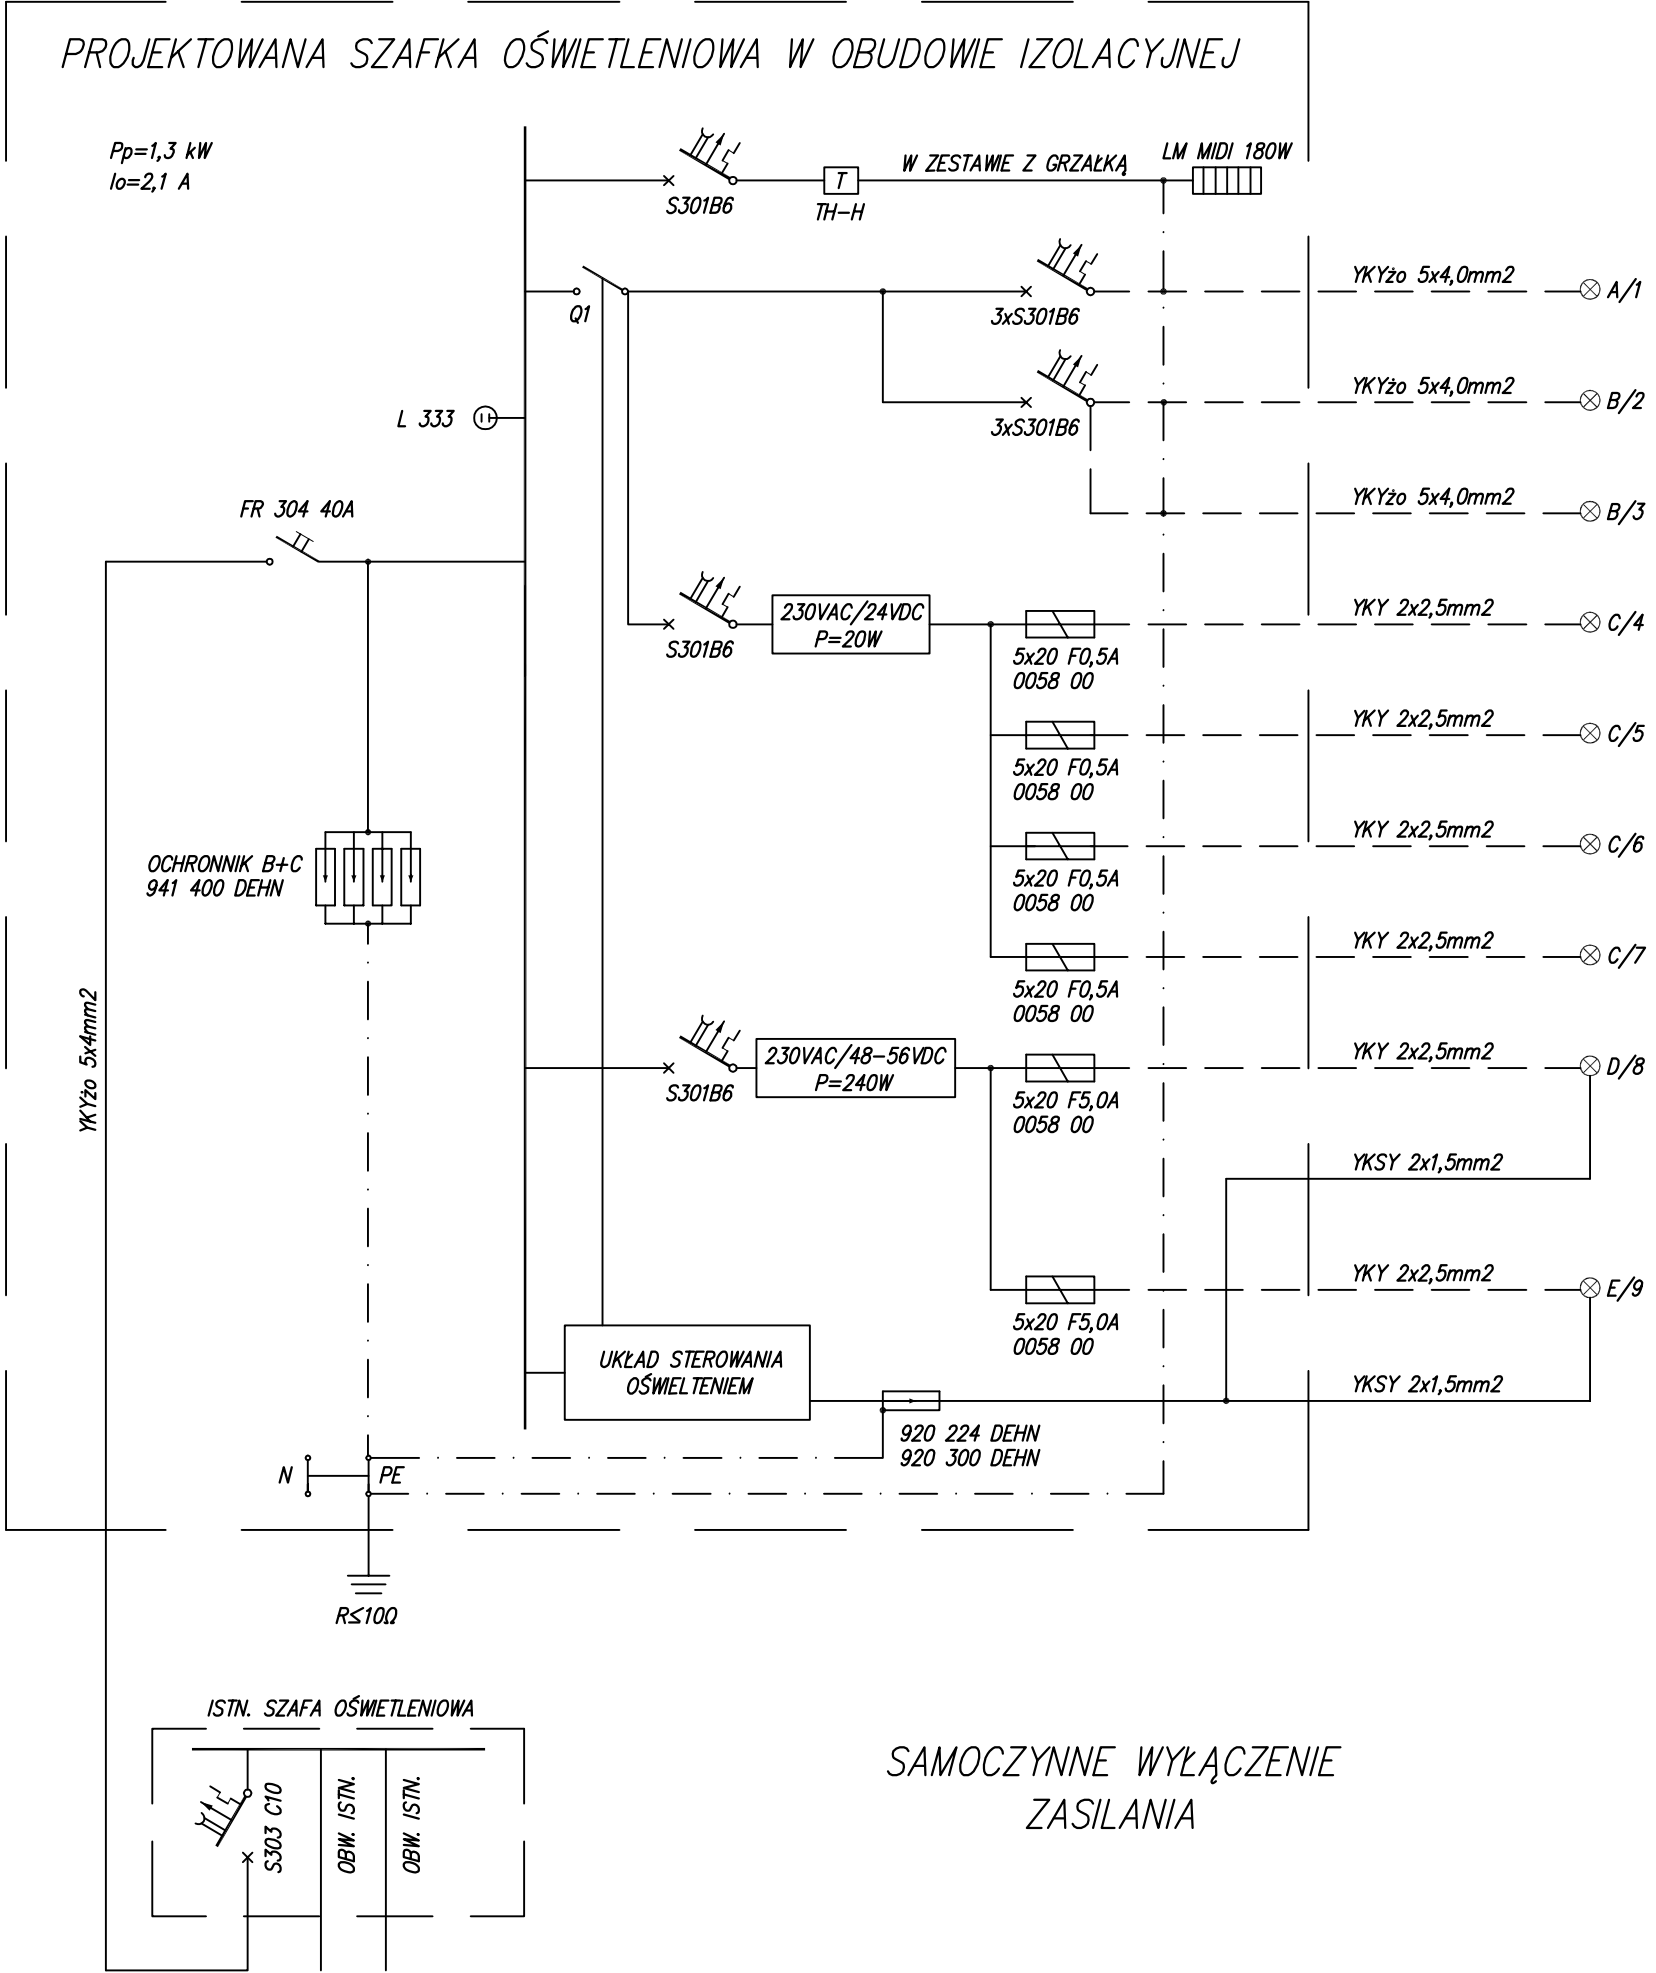 PROJEKTOWANA SZAFKA OŚWIETLENIOWA W OBUDOWIE IZOLACYJNEJ
Pp=1,3 kW
Io=2,1 A
S301B6
T
TH-H
W ZESTAWIE Z GRZAŁKĄ
LM MIDI 180W
Q1
3xS301B6
YKYżo 5x4,0mm2
A/1
L 333
3xS301B6
YKYżo 5x4,0mm2
B/2
YKYżo 5x4,0mm2
B/3
FR 304 40A
S301B6
230VAC/24VDC
P=20W
5x20 F0,5A
0058 00
YKY 2x2,5mm2
C/4
5x20 F0,5A
0058 00
YKY 2x2,5mm2
C/5
5x20 F0,5A
0058 00
YKY 2x2,5mm2
C/6
OCHRONNIK B+C
941 400 DEHN
5x20 F0,5A
0058 00
YKY 2x2,5mm2
C/7
YKYżo 5x4mm2
S301B6
230VAC/48-56VDC
P=240W
5x20 F5,0A
0058 00
YKY 2x2,5mm2
D/8
YKSY 2x1,5mm2
5x20 F5,0A
0058 00
YKY 2x2,5mm2
E/9
UKŁAD STEROWANIA
OŚWIELTENIEM
YKSY 2x1,5mm2
920 224 DEHN
920 300 DEHN
N
PE
R≤10Ω
ISTN. SZAFA OŚWIETLENIOWA
S303 C10
OBW. ISTN.
OBW. ISTN.
SAMOCZYNNE WYŁĄCZENIE
ZASILANIA